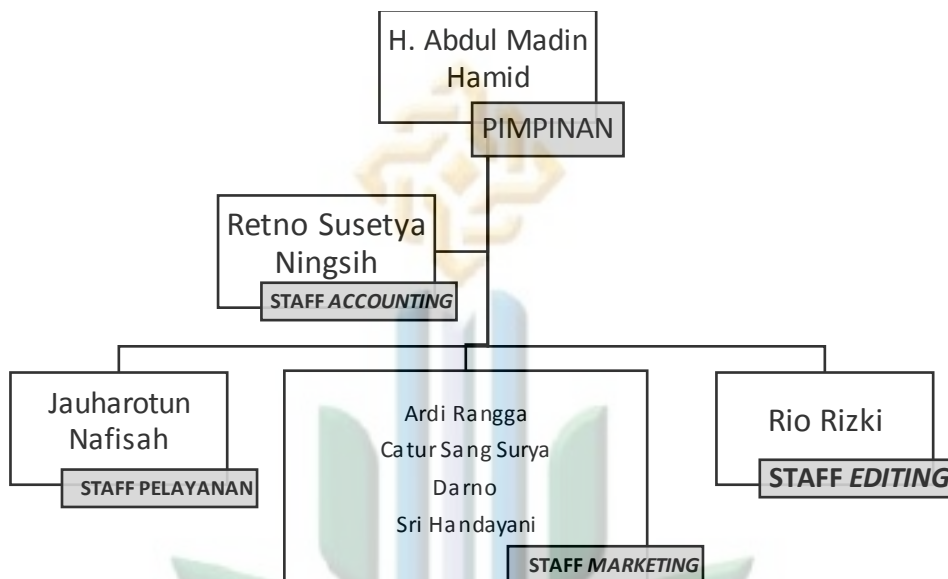 H. Abdul Madin
Hamid
PIMPINAN
Retno Susetya
Ningsih
STAFF ACCOUNTING
Jauharotun
Nafisah
STAFF PELAYANAN
Ardi Rangga
Catur Sang Surya
Darno
Sri Handayani
STAFF MARKETING
Rio Rizki
STAFF EDITING